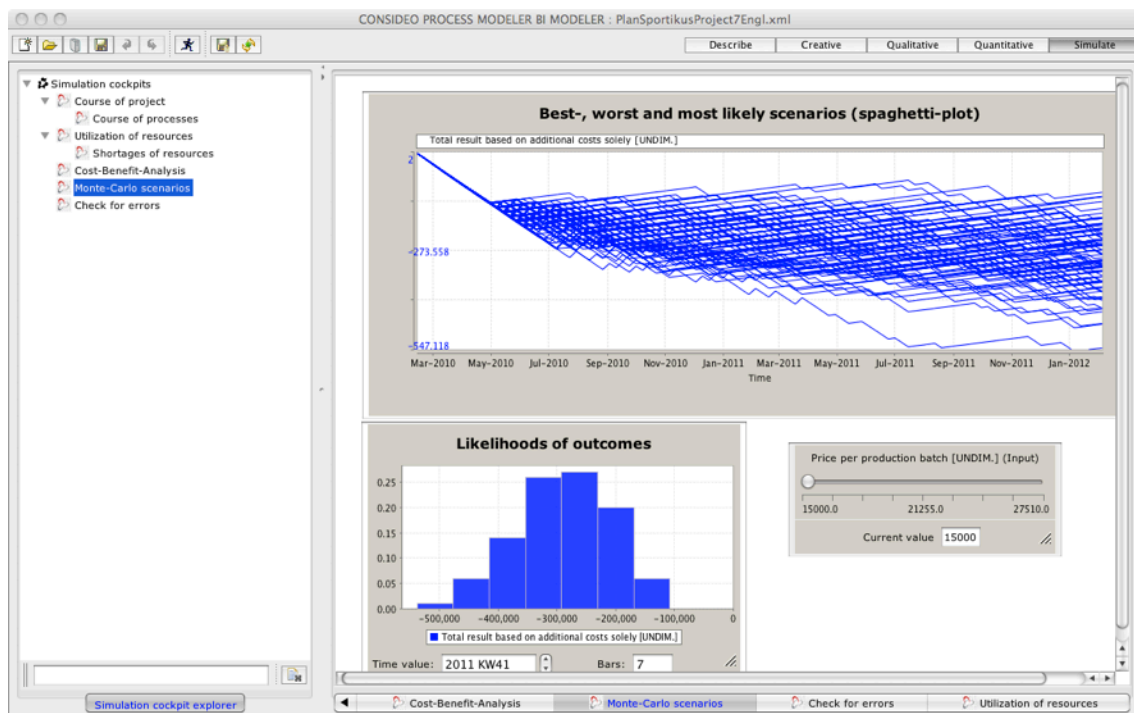 CONSIDEO PROCESS MODELER BI MODELER : PlanSportikusProject7Engl.xml
Describe Creative Qualitative Quantitative Simulate
Simulation cockpits
Course of project
Course of processes
Utilization of resources
Shortages of resources
Cost-Benefit-Analysis
Monte-Carlo scenarios
Check for errors
Best-, worst and most likely scenarios (spaghetti-plot)
Total result based on additional costs solely [UNDIM.]
2
-273.558
-547.118
Mar-2010 May-2010 Jul-2010 Sep-2010 Nov-2010 Jan-2011 Mar-2011 May-2011 Jul-2011 Sep-2011 Nov-2011 Jan-2012
Time
Likelihoods of outcomes
0.25
0.20
0.15
0.10
0.05
0.00
-500,000 -400,000 -300,000 -200,000 -100,000 0
Total result based on additional costs solely [UNDIM.]
Time value: 2011 KW41 Bars: 7
Price per production batch [UNDIM.] (Input)
15000.0 21255.0 27510.0
Current value 15000
Simulation cockpit explorer
Cost-Benefit-Analysis Monte-Carlo scenarios Check for errors Utilization of resources